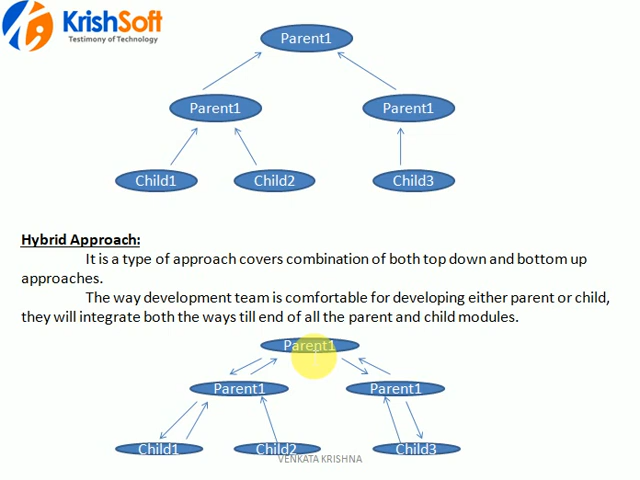 KrishSoft
Testimony of Technology
Parent1
Parent1
Parent1
Child1
Child2
Child3
Hybrid Approach:
It is a type of approach covers combination of both top down and bottom up
approaches.
The way development team is comfortable for developing either parent or child,
they will integrate both the ways till end of all the parent and child modules.
Parent1
Parent1
Parent1
Child1
Child2
Child3
VENKATA KRISHNA